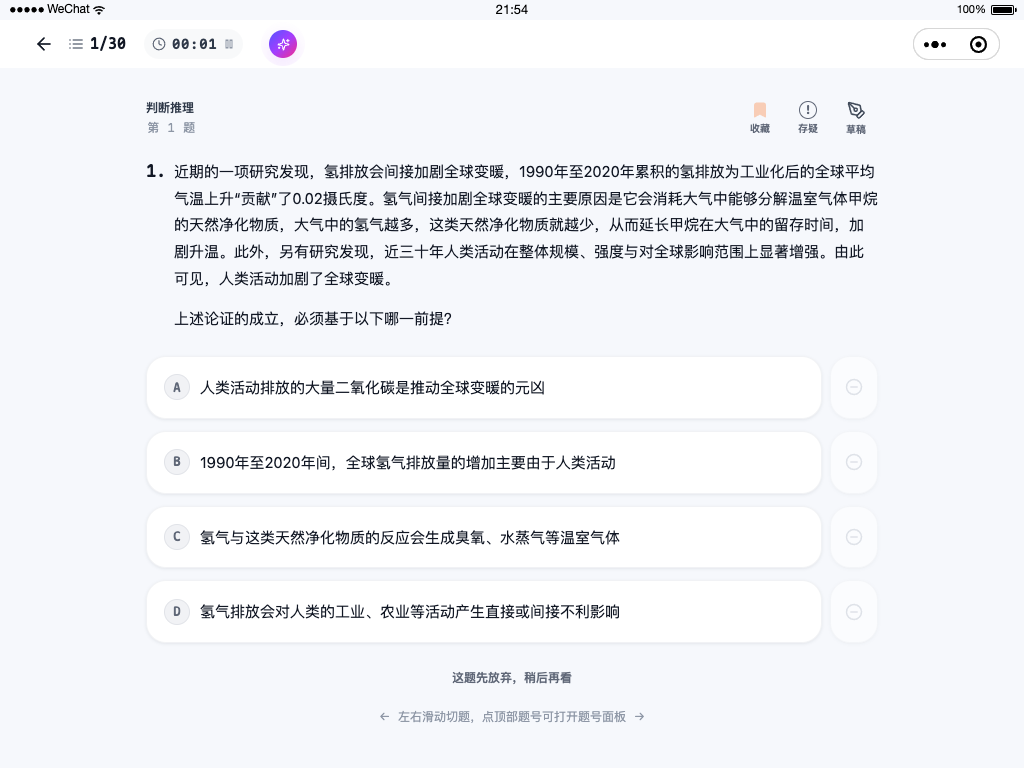 WeChat
21:54
100%
1/30
00:01
判断推理
第 1 题
收藏
存疑
草稿
1. 近期的一项研究发现，氢排放会间接加剧全球变暖，1990年至2020年累积的氢排放为工业化后的全球平均
气温上升“贡献”了0.02摄氏度。氢气间接加剧全球变暖的主要原因是它会消耗大气中能够分解温室气体甲烷
的天然净化物质，大气中的氢气越多，这类天然净化物质就越少，从而延长甲烷在大气中的留存时间，加
剧升温。此外，另有研究发现，近三十年人类活动在整体规模、强度与对全球影响范围上显著增强。由此
可见，人类活动加剧了全球变暖。
上述论证的成立，必须基于以下哪一前提?
A 人类活动排放的大量二氧化碳是推动全球变暖的元凶
B 1990年至2020年间，全球氢气排放量的增加主要由于人类活动
C 氢气与这类天然净化物质的反应会生成臭氧、水蒸气等温室气体
D 氢气排放会对人类的工业、农业等活动产生直接或间接不利影响
这题先放弃，稍后再看
← 左右滑动切题，点顶部题号可打开题号面板 →